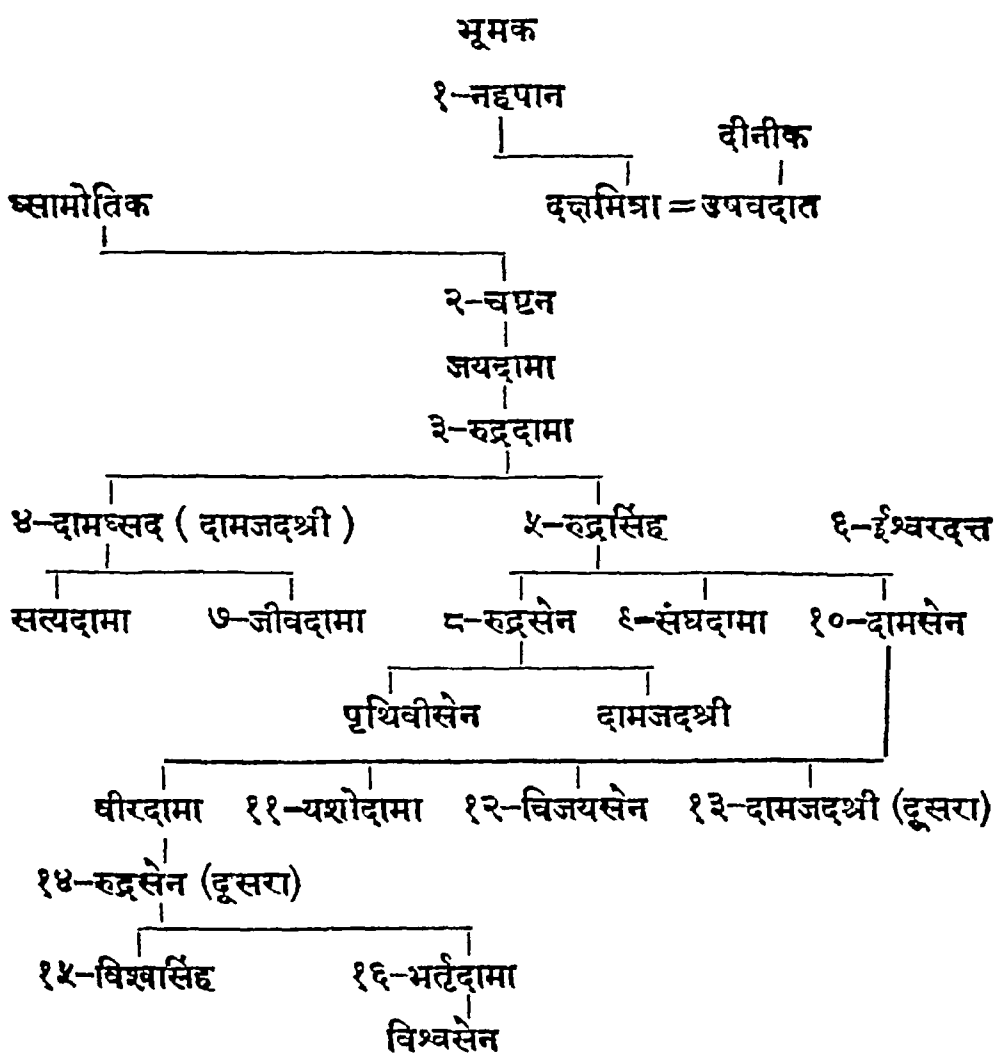 भूमक
१-नहपान
दीनीक
घ्सामोतिक दक्षमित्रा = उषवदात
२-चष्टन
जयदामा
३-रुद्रदामा
४-दामघ्सद ( दामजदश्री ) ५-रुद्रसिंह ६-ईश्वरदत्त
सत्यदामा ७-जीवदामा ८-रुद्रसेन ९-संघदामा १०-दामसेन
पृथिवीसेन दामजदश्री
वीरदामा ११-यशोदामा १२-विजयसेन १३-दामजदश्री (दूसरा)
१४-रुद्रसेन (दूसरा)
१५-विश्वसिंह १६-भर्तृदामा
विश्वसेन